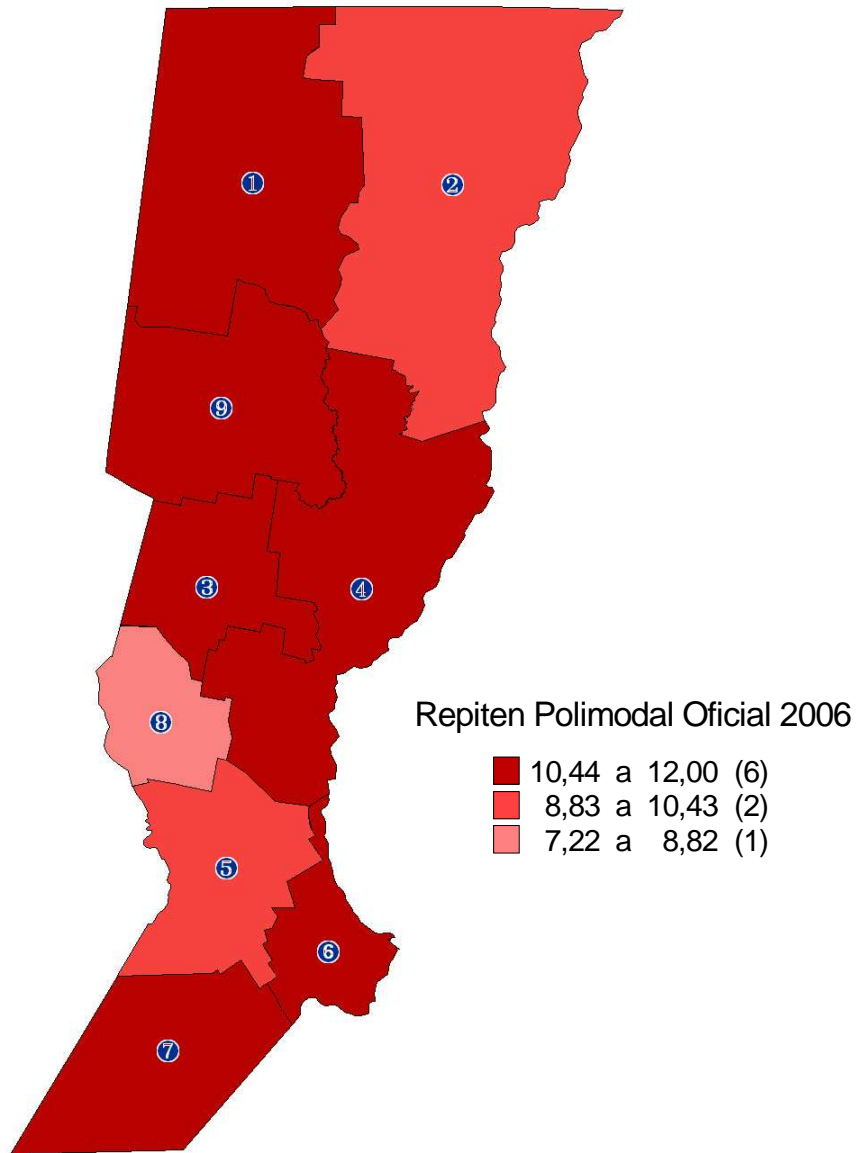 ①
②
⑨
③
④
⑧
Repiten Polimodal Oficial 2006
10,44 a 12,00 (6)
8,83 a 10,43 (2)
7,22 a 8,82 (1)
⑤
⑥
⑦